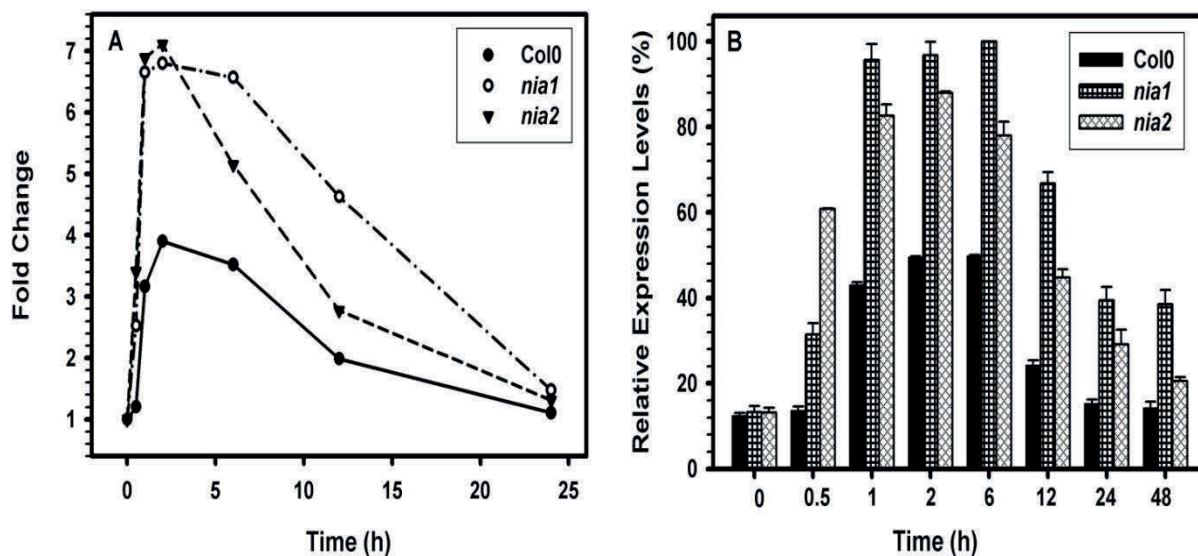 A
Col0
nia1
nia2
Fold Change
7
6
5
4
3
2
1
0 5 10 15 20 25
Time (h)
B
Col0
nia1
nia2
Relative Expression Levels (%)
100
80
60
40
20
0
0 0.5 1 2 6 12 24 48
Time (h)